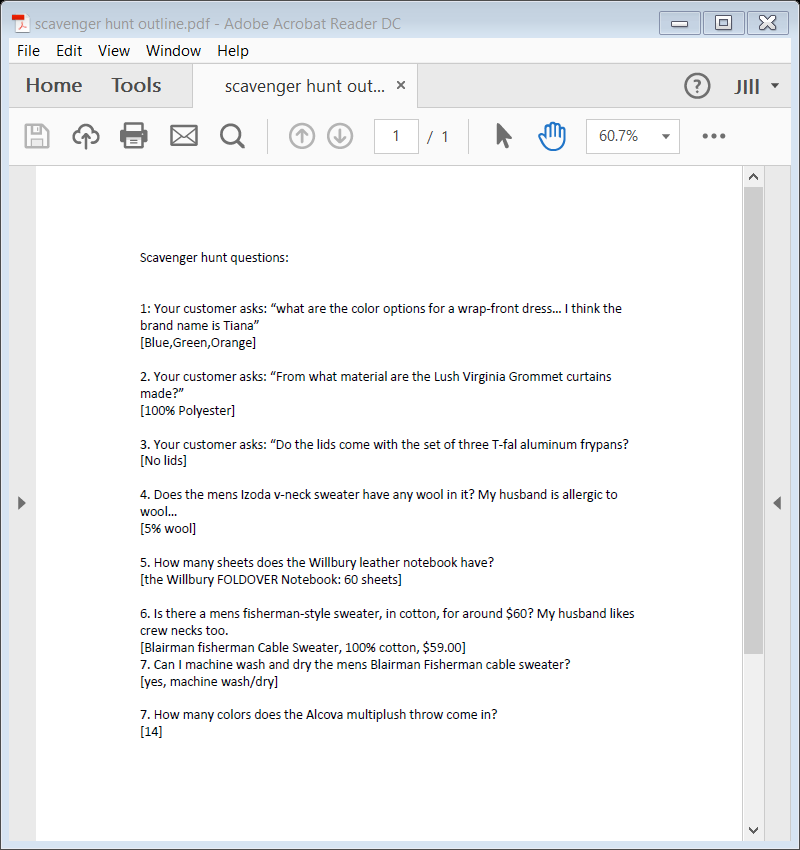 scavenger hunt outline.pdf - Adobe Acrobat Reader DC
File Edit View Window Help
Home Tools scavenger hunt out... × ? Jill
1 / 1 60.7%
Scavenger hunt questions:
1: Your customer asks: “what are the color options for a wrap-front dress... I think the
brand name is Tiana”
[Blue,Green,Orange]
2. Your customer asks: “From what material are the Lush Virginia Grommet curtains
made?”
[100% Polyester]
3. Your customer asks: “Do the lids come with the set of three T-fal aluminum frypans?
[No lids]
4. Does the mens Izoda v-neck sweater have any wool in it? My husband is allergic to
wool...
[5% wool]
5. How many sheets does the Willbury leather notebook have?
[the Willbury FOLDOVER Notebook: 60 sheets]
6. Is there a mens fisherman-style sweater, in cotton, for around $60? My husband likes
crew necks too.
[Blairman fisherman Cable Sweater, 100% cotton, $59.00]
7. Can I machine wash and dry the mens Blairman Fisherman cable sweater?
[yes, machine wash/dry]
7. How many colors does the Alcova multiplush throw come in?
[14]